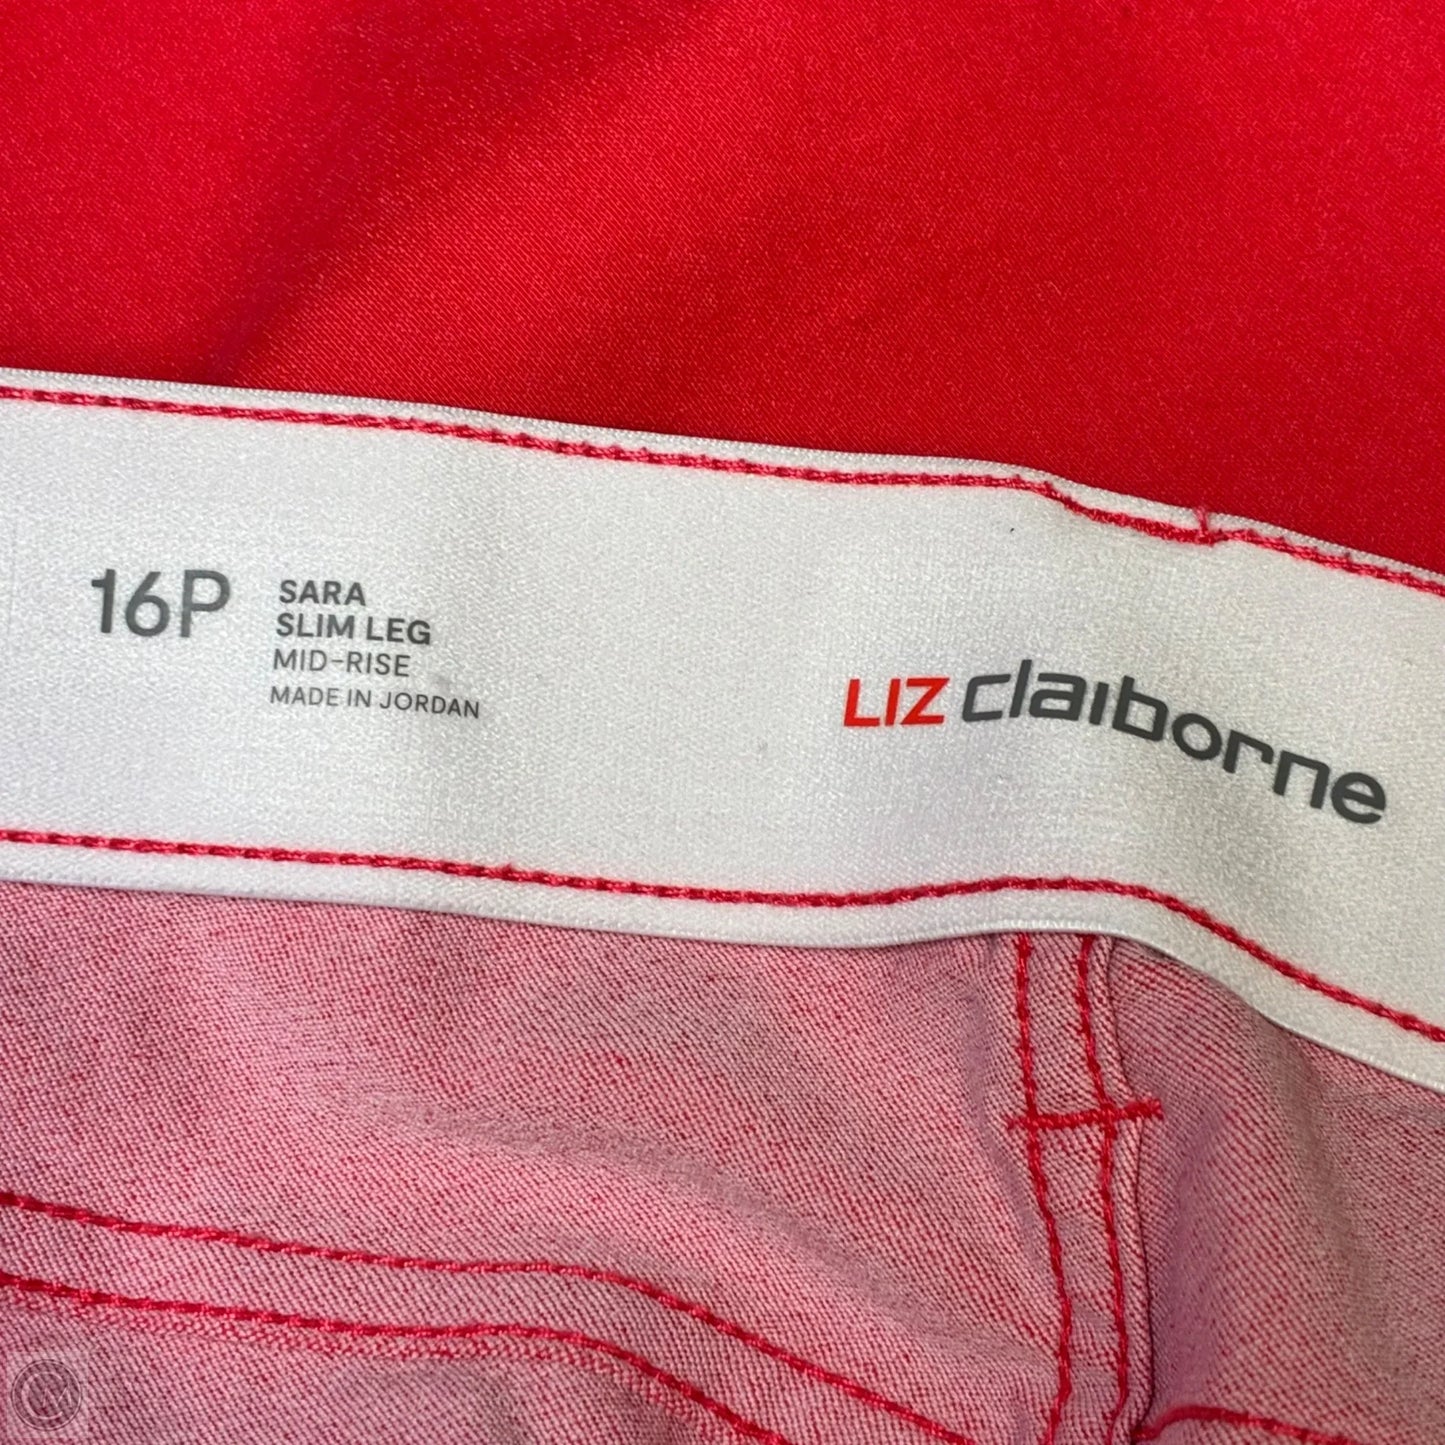 16P
SARA
SLIM LEG
MID-RISE
MADE IN JORDAN
LIZ claiborne